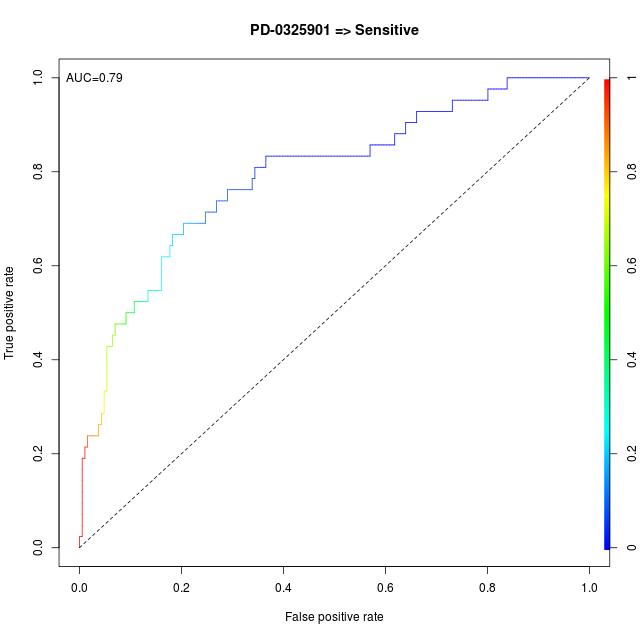 PD-0325901 => Sensitive
AUC=0.79
True positive rate
1.0
0.8
0.6
0.4
0.2
0.0
0.0 0.2 0.4 0.6 0.8 1.0
False positive rate
1
0.8
0.6
0.4
0.2
0